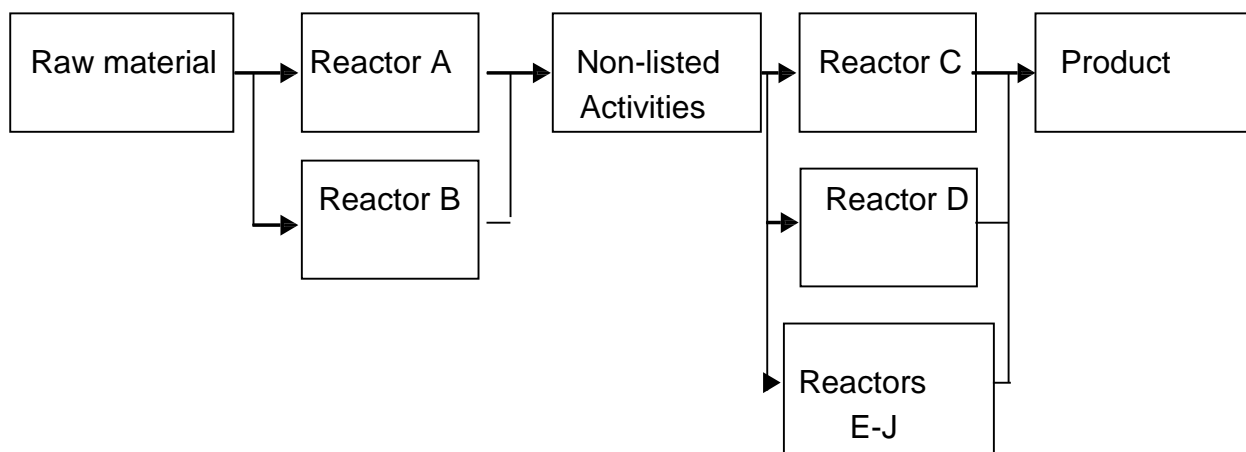 Raw material
Reactor A
Non-listed
Activities
Reactor C
Product
Reactor B
Reactor D
Reactors
E-J